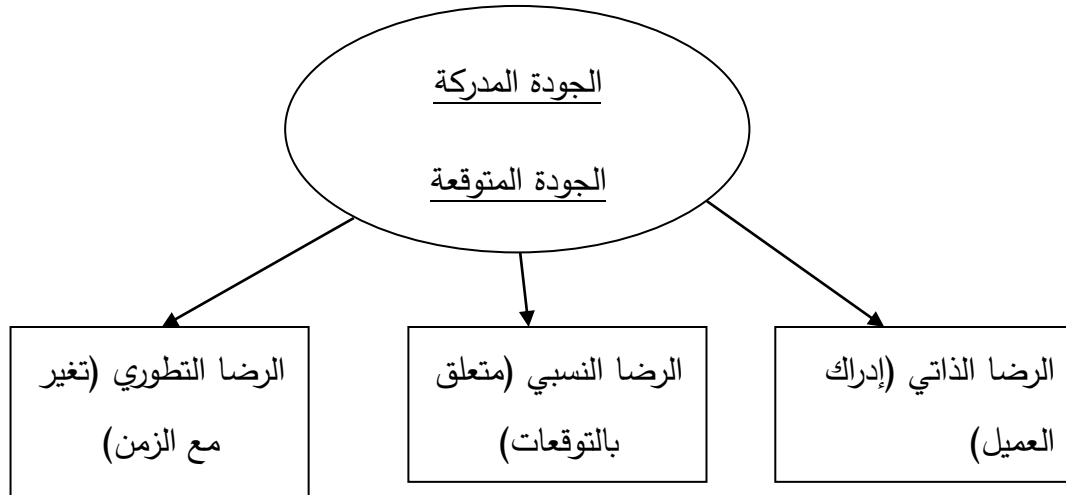 الجودة المدركة
الجودة المتوقعة
الرضا الذاتي (إدراك
العميل)
الرضا النسبي (متعلق
بالتوقعات)
الرضا التطوري (تغير
مع الزمن)